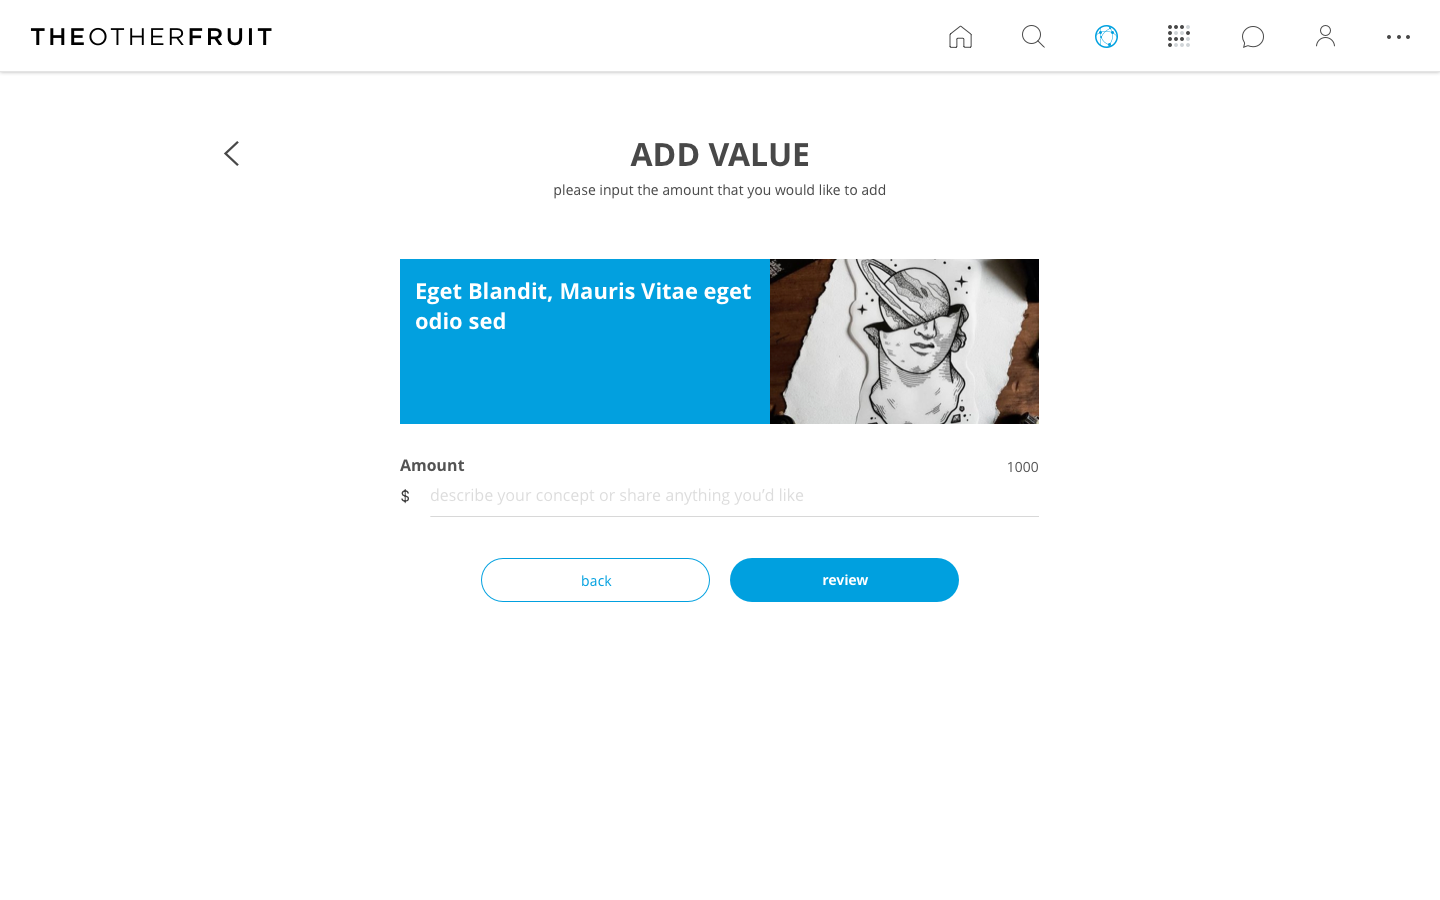 THEOTHERFRUIT
ADD VALUE
please input the amount that you would like to add
Eget Blandit, Mauris Vitae eget
odio sed
Amount
1000
$
describe your concept or share anything you’d like
back
review